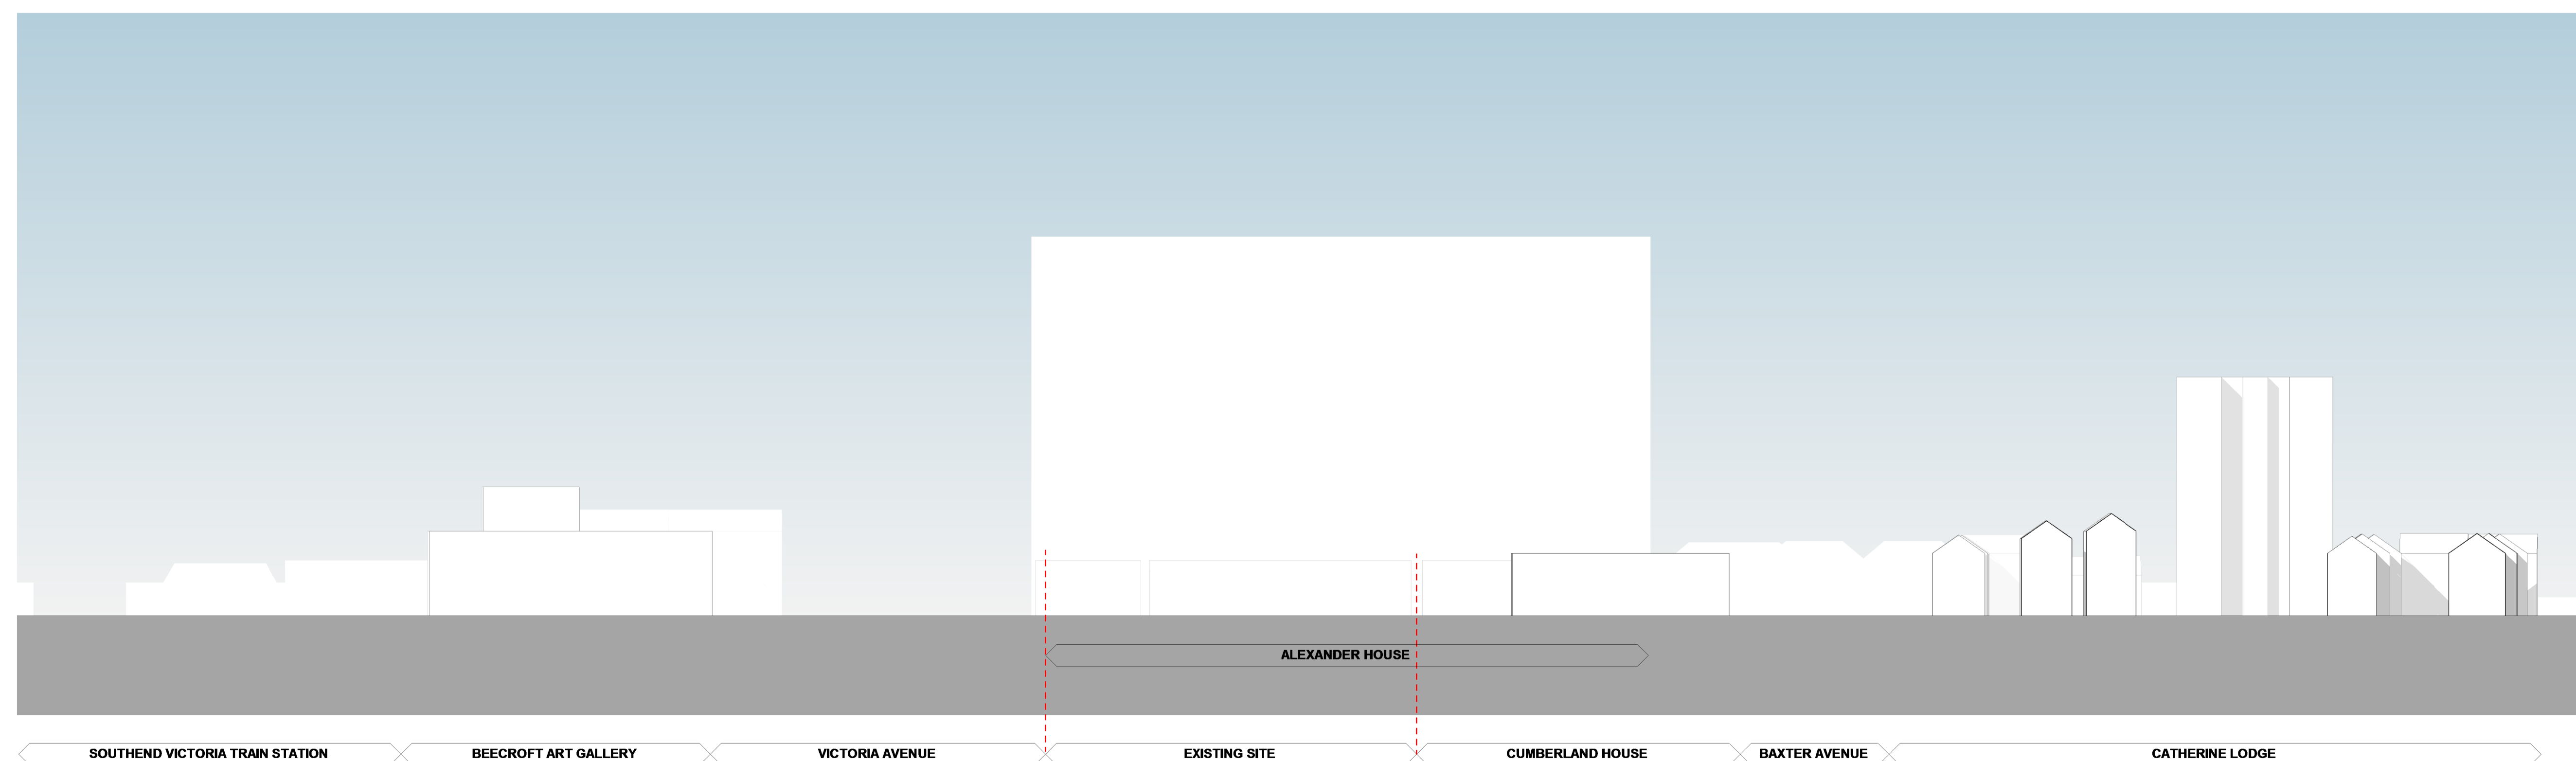 ALEXANDER HOUSE
SOUTHEND VICTORIA TRAIN STATION
BEECROFT ART GALLERY
VICTORIA AVENUE
EXISTING SITE
CUMBERLAND HOUSE
BAXTER AVENUE
CATHERINE LODGE